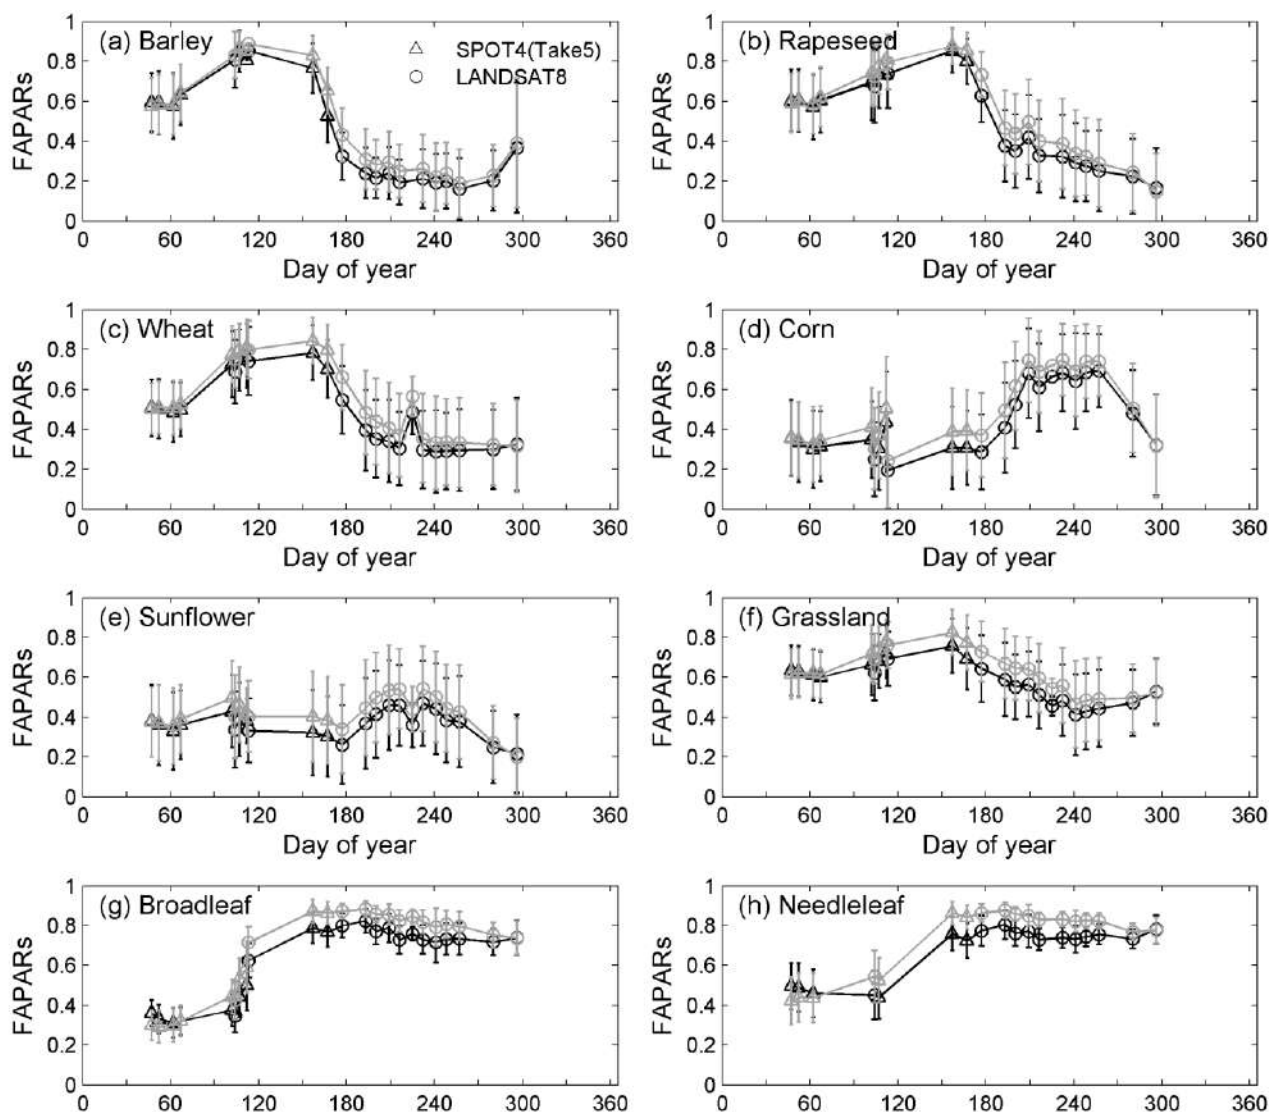 (a) Barley
SPOT4(Take5)
LANDSAT8
FAPARs
1
0.8
0.6
0.4
0.2
0
0 60 120 180 240 300 360
Day of year
(b) Rapeseed
FAPARs
1
0.8
0.6
0.4
0.2
0
0 60 120 180 240 300 360
Day of year
(c) Wheat
FAPARs
1
0.8
0.6
0.4
0.2
0
0 60 120 180 240 300 360
Day of year
(d) Corn
FAPARs
1
0.8
0.6
0.4
0.2
0
0 60 120 180 240 300 360
Day of year
(e) Sunflower
FAPARs
1
0.8
0.6
0.4
0.2
0
0 60 120 180 240 300 360
Day of year
(f) Grassland
FAPARs
1
0.8
0.6
0.4
0.2
0
0 60 120 180 240 300 360
Day of year
(g) Broadleaf
FAPARs
1
0.8
0.6
0.4
0.2
0
0 60 120 180 240 300 360
(h) Needleleaf
FAPARs
1
0.8
0.6
0.4
0.2
0
0 60 120 180 240 300 360